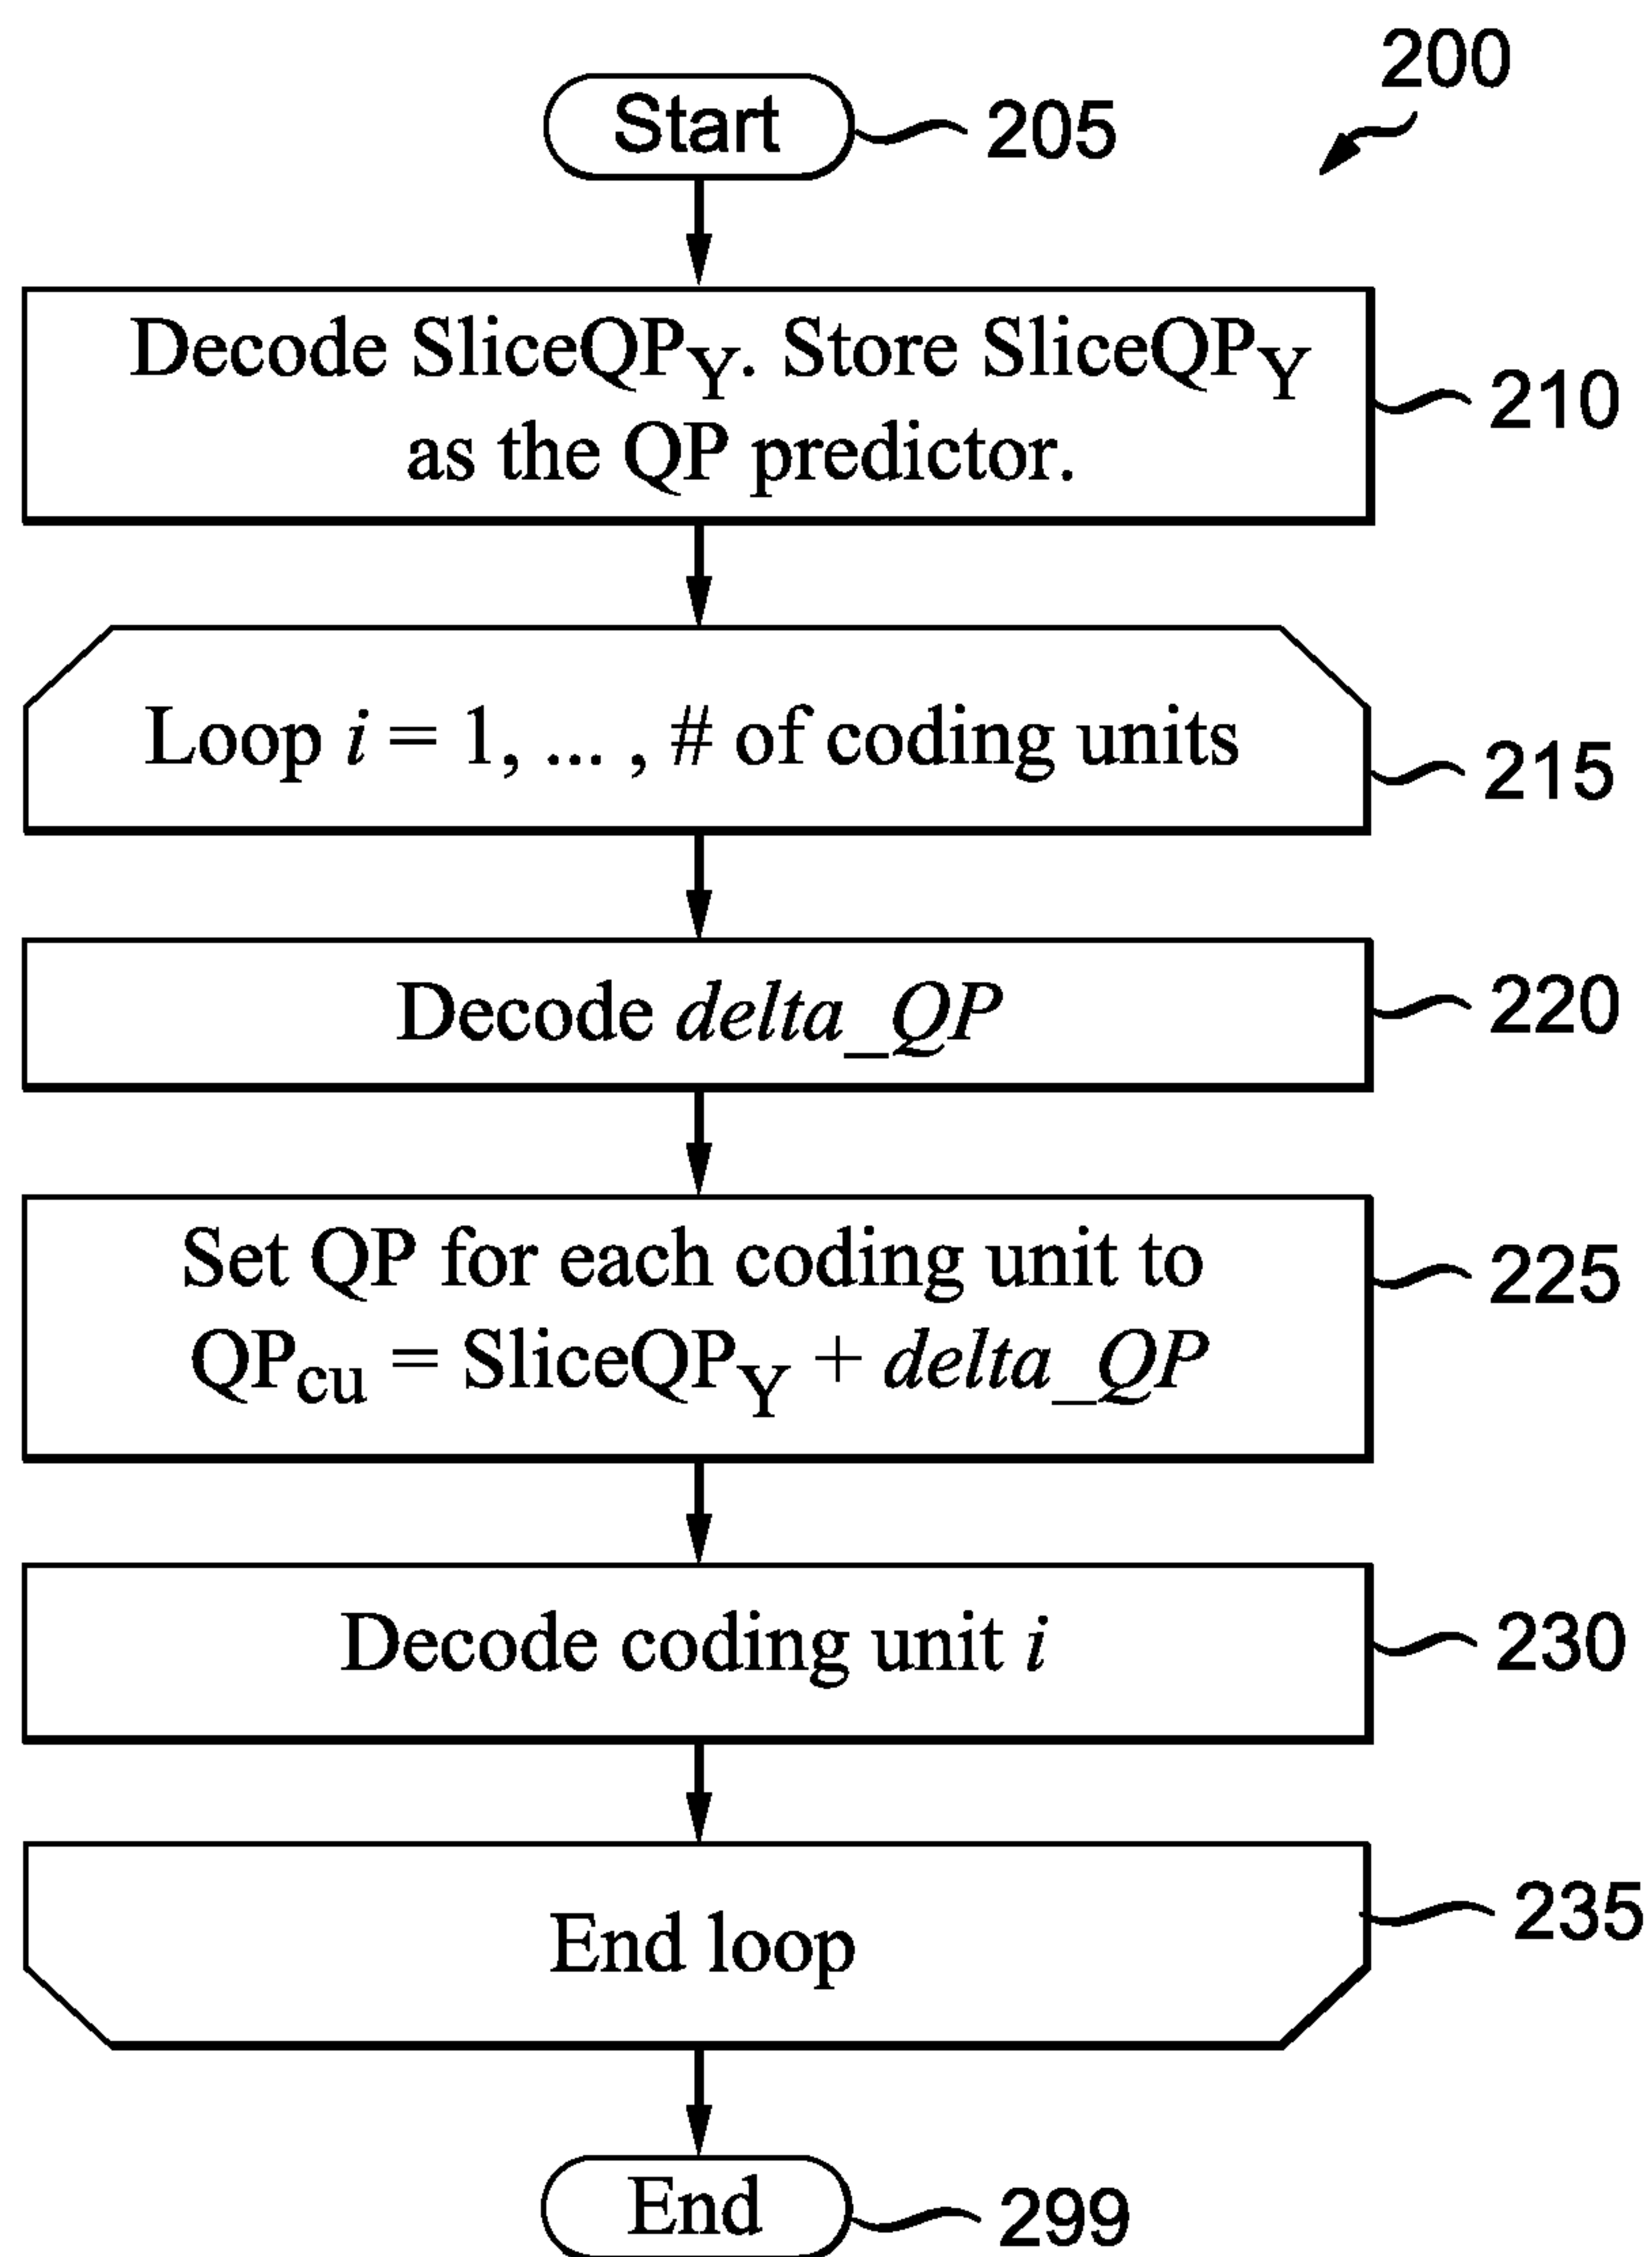 200
Start
205
Decode SliceQPY. Store SliceQPY
as the QP predictor.
210
Loop i = 1, ... , # of coding units
215
Decode delta_QP
220
Set QP for each coding unit to
QPcu = SliceQPY + delta_QP
225
Decode coding unit i
230
End loop
235
End
299